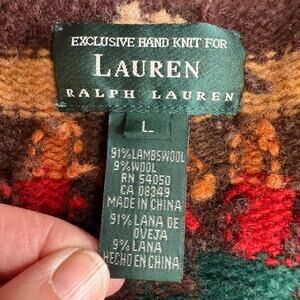 EXCLUSIVE HAND KNIT FOR
LAUREN
RALPH LAUREN
L
91% LAMBSWOOL
9% WOOL
RN 54050
CA 08349
MADE IN CHINA
91% LANA DE
OVEJA
9% LANA
HECHO EN CHINA